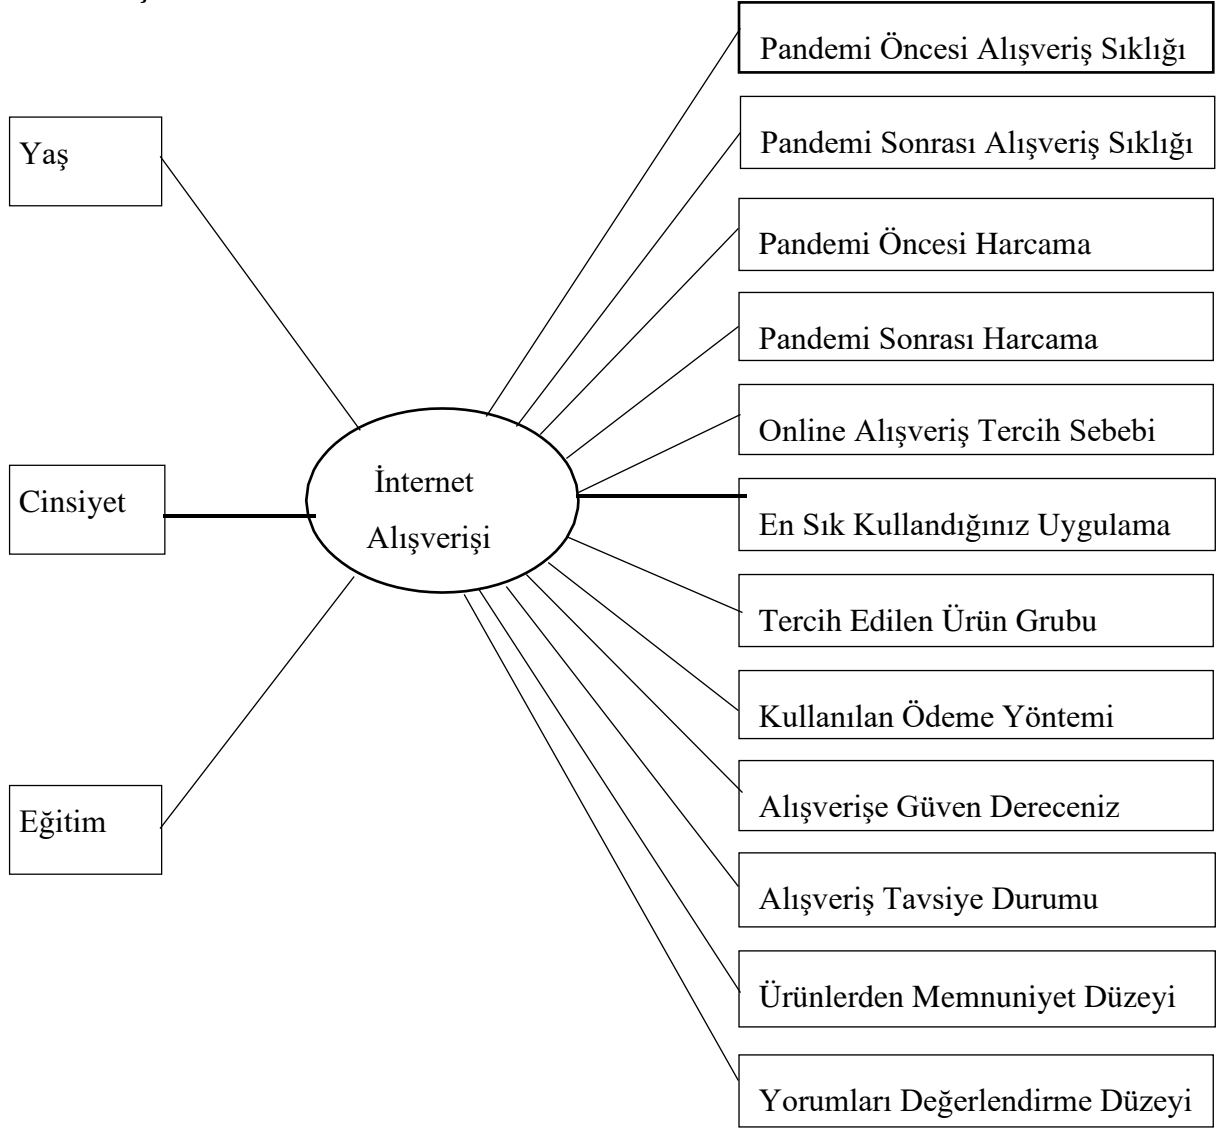 Yaş
Cinsiyet
Eğitim
İnternet
Alışverişi
Pandemi Öncesi Alışveriş Sıklığı
Pandemi Sonrası Alışveriş Sıklığı
Pandemi Öncesi Harcama
Pandemi Sonrası Harcama
Online Alışveriş Tercih Sebebi
En Sık Kullandığınız Uygulama
Tercih Edilen Ürün Grubu
Kullanılan Ödeme Yöntemi
Alışverişe Güven Dereceniz
Alışveriş Tavsiye Durumu
Ürünlerden Memnuniyet Düzeyi
Yorumları Değerlendirme Düzeyi